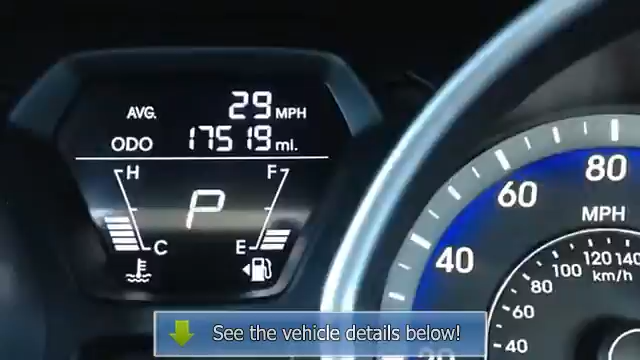 AVG. 29 MPH
ODO 17519 mi.
H F
P
C E
80
60
MPH
40
120 140
100
km/h
80
60
40
20
See the vehicle details below!